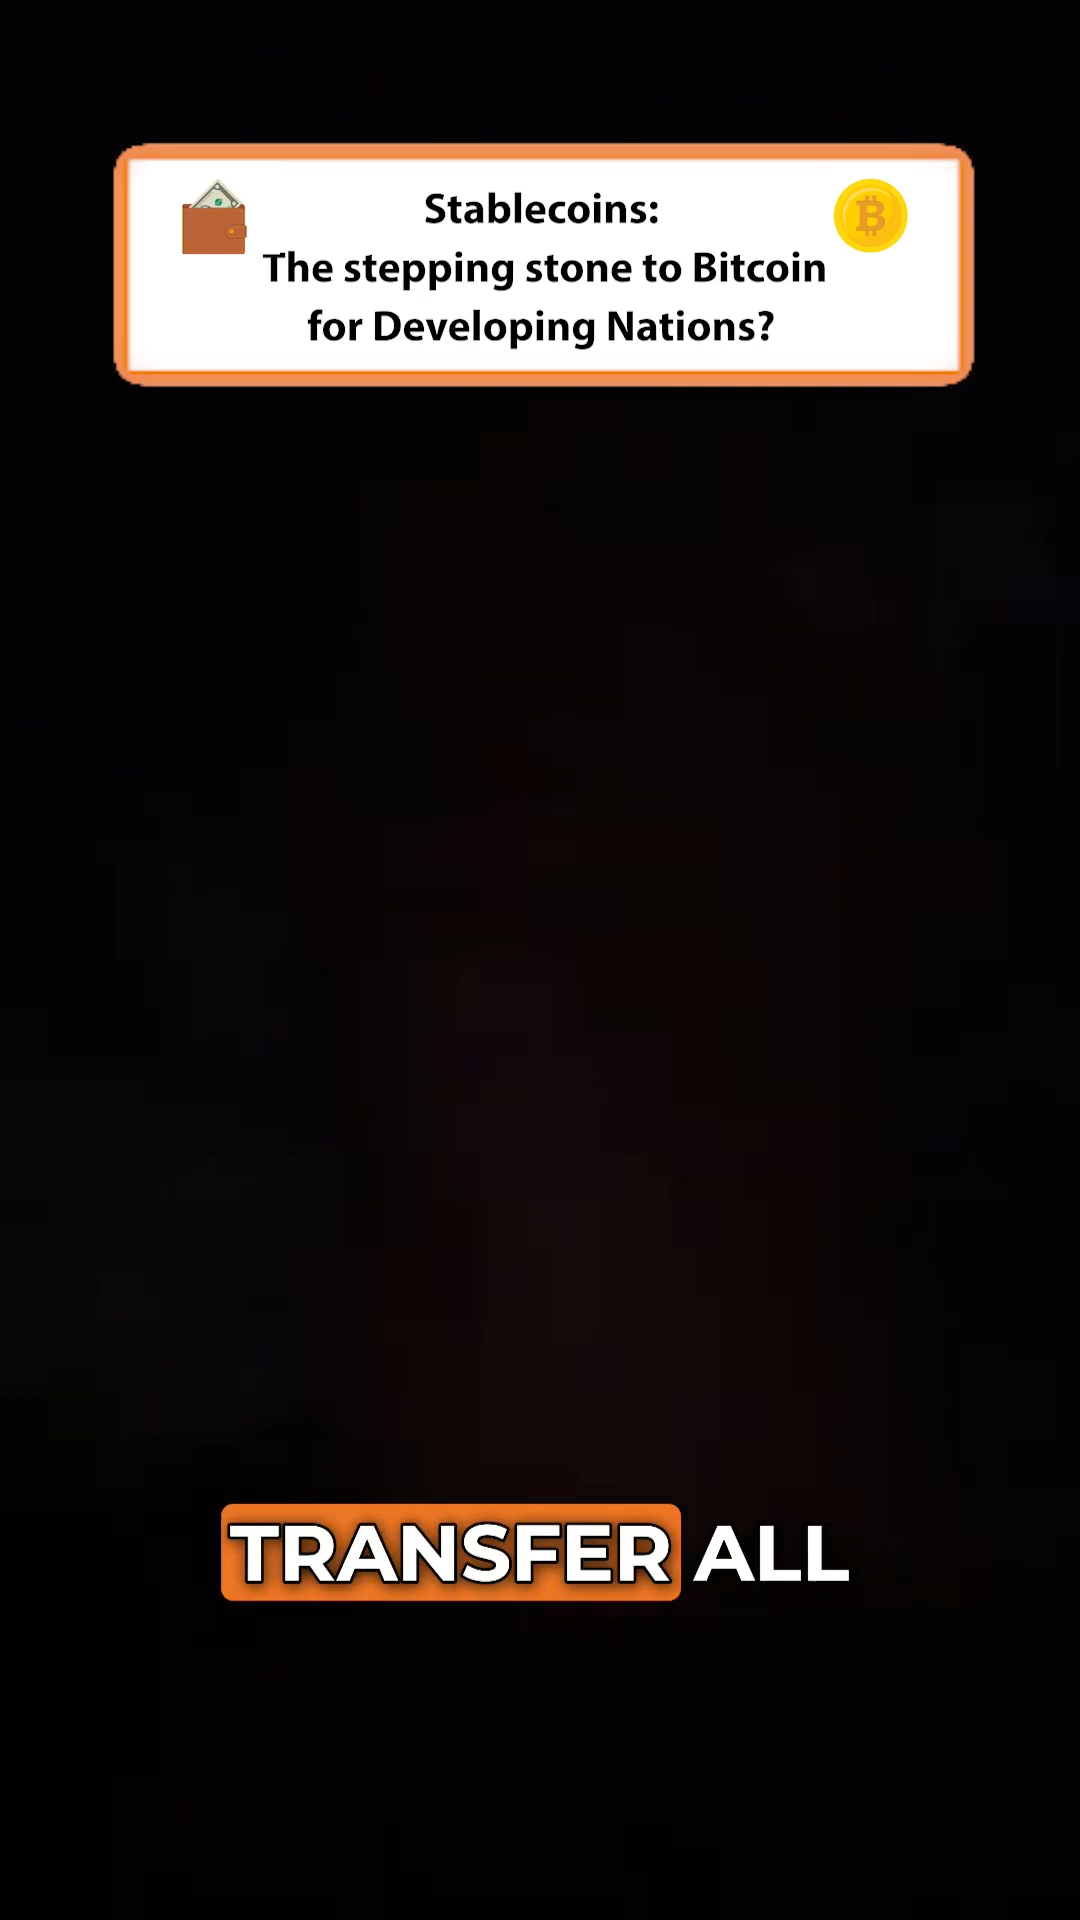 Stablecoins:
The stepping stone to Bitcoin
for Developing Nations?
TRANSFER ALL